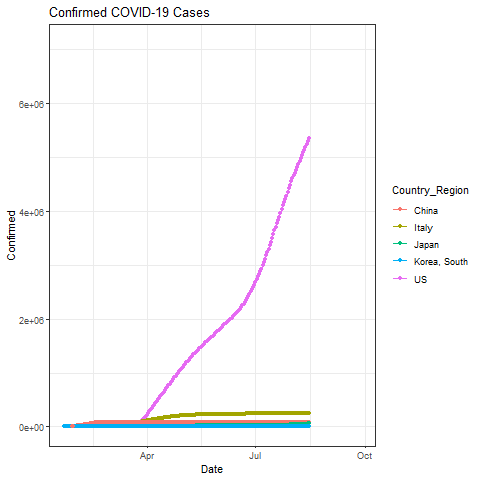 Confirmed COVID-19 Cases
6e+06
4e+06
2e+06
0e+00
Confirmed
Apr
Jul
Oct
Date
Country_Region
China
Italy
Japan
Korea, South
US